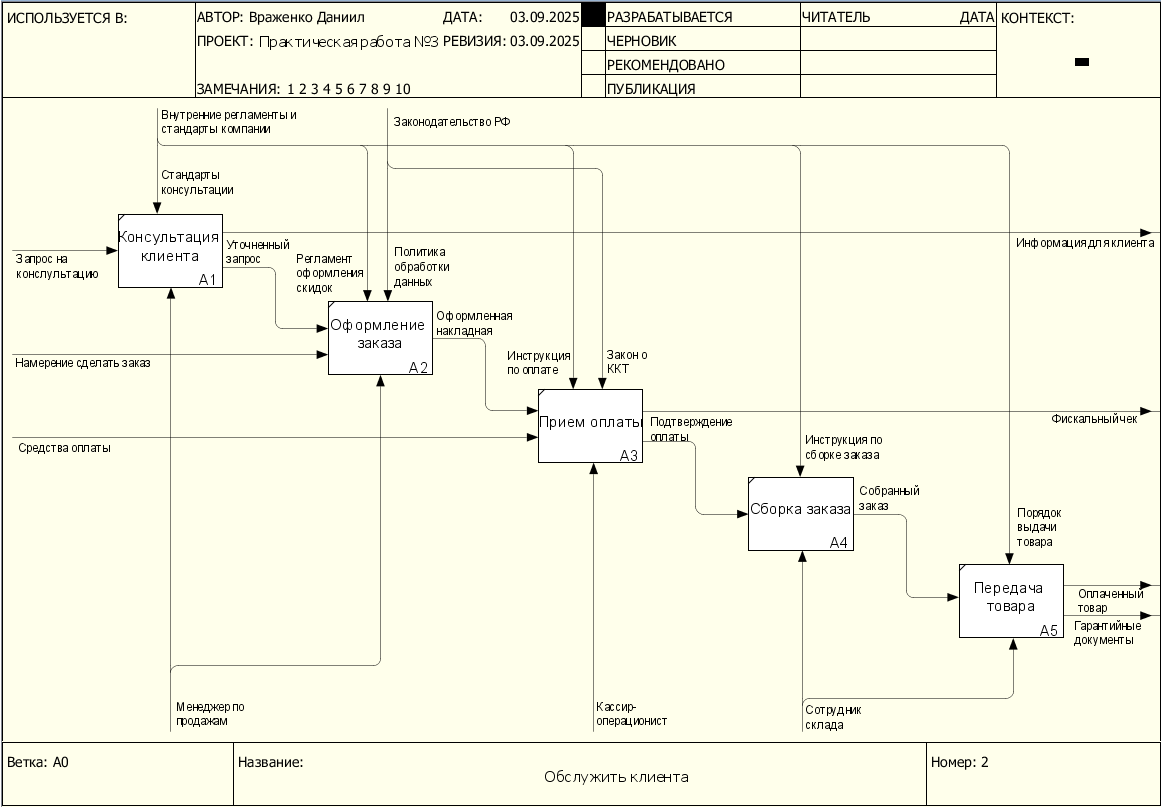 ИСПОЛЬЗУЕТСЯ В:
АВТОР: Враженко Даниил
ДАТА: 03.09.2025
РАЗРАБАТЫВАЕТСЯ
ЧИТАТЕЛЬ
ДАТА
КОНТЕКСТ:
ПРОЕКТ: Практическая работа №3
РЕВИЗИЯ: 03.09.2025
ЧЕРНОВИК
РЕКОМЕНДОВАНО
ЗАМЕЧАНИЯ: 1 2 3 4 5 6 7 8 9 10
ПУБЛИКАЦИЯ
Внутренние регламенты и
стандарты компании
Законодательство РФ
Стандарты
консультации
Консультация
клиента
A1
Запрос на
конслультацию
Уточненный
запрос
Информация для клиента
Регламент
оформления
скидок
Политика
обработки
данных
Оформление
заказа
A2
Оформленная
накладная
Намерение сделать заказ
Инструкция
по оплате
Закон о
ККТ
Прием оплаты
A3
Подтверждение
оплаты
Фискальный чек
Средства оплаты
Инструкция по
сборке заказа
Сборка заказа
A4
Собранный
заказ
Порядок
выдачи
товара
Передача
товара
A5
Оплаченный
товар
Гарантийные
документы
Менеджер по
продажам
Кассир-
операционист
Сотрудник
склада
Ветка: A0
Название:
Обслужить клиента
Номер: 2